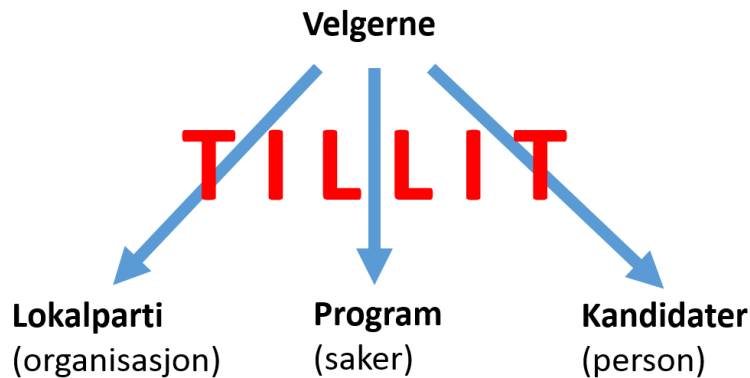 Velgerne
TILLIT
Lokalparti Program Kandidater
(organisasjon) (saker) (person)